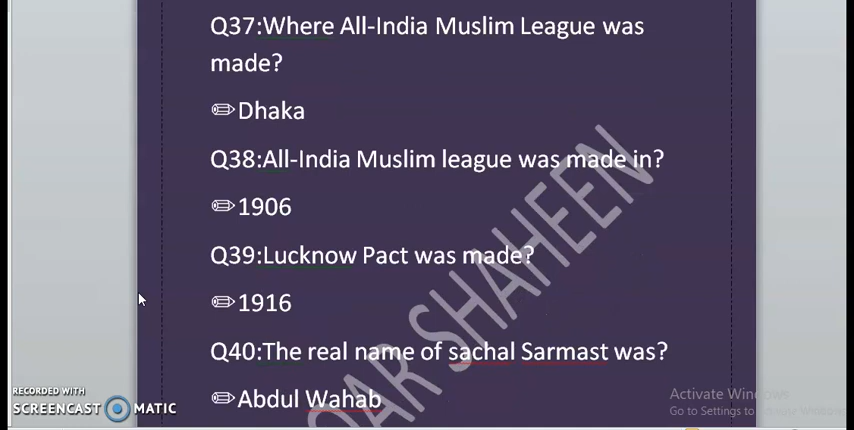 Q37:Where All-India Muslim League was
made?
Dhaka
Q38:All-India Muslim league was made in?
1906
Q39:Lucknow Pact was made?
1916
Q40:The real name of sachal Sarmast was?
Abdul Wahab
SHAHEEN
RECORDED WITH
SCREENCAST MATIC
Activate Windows
Go to Settings to activate Windows